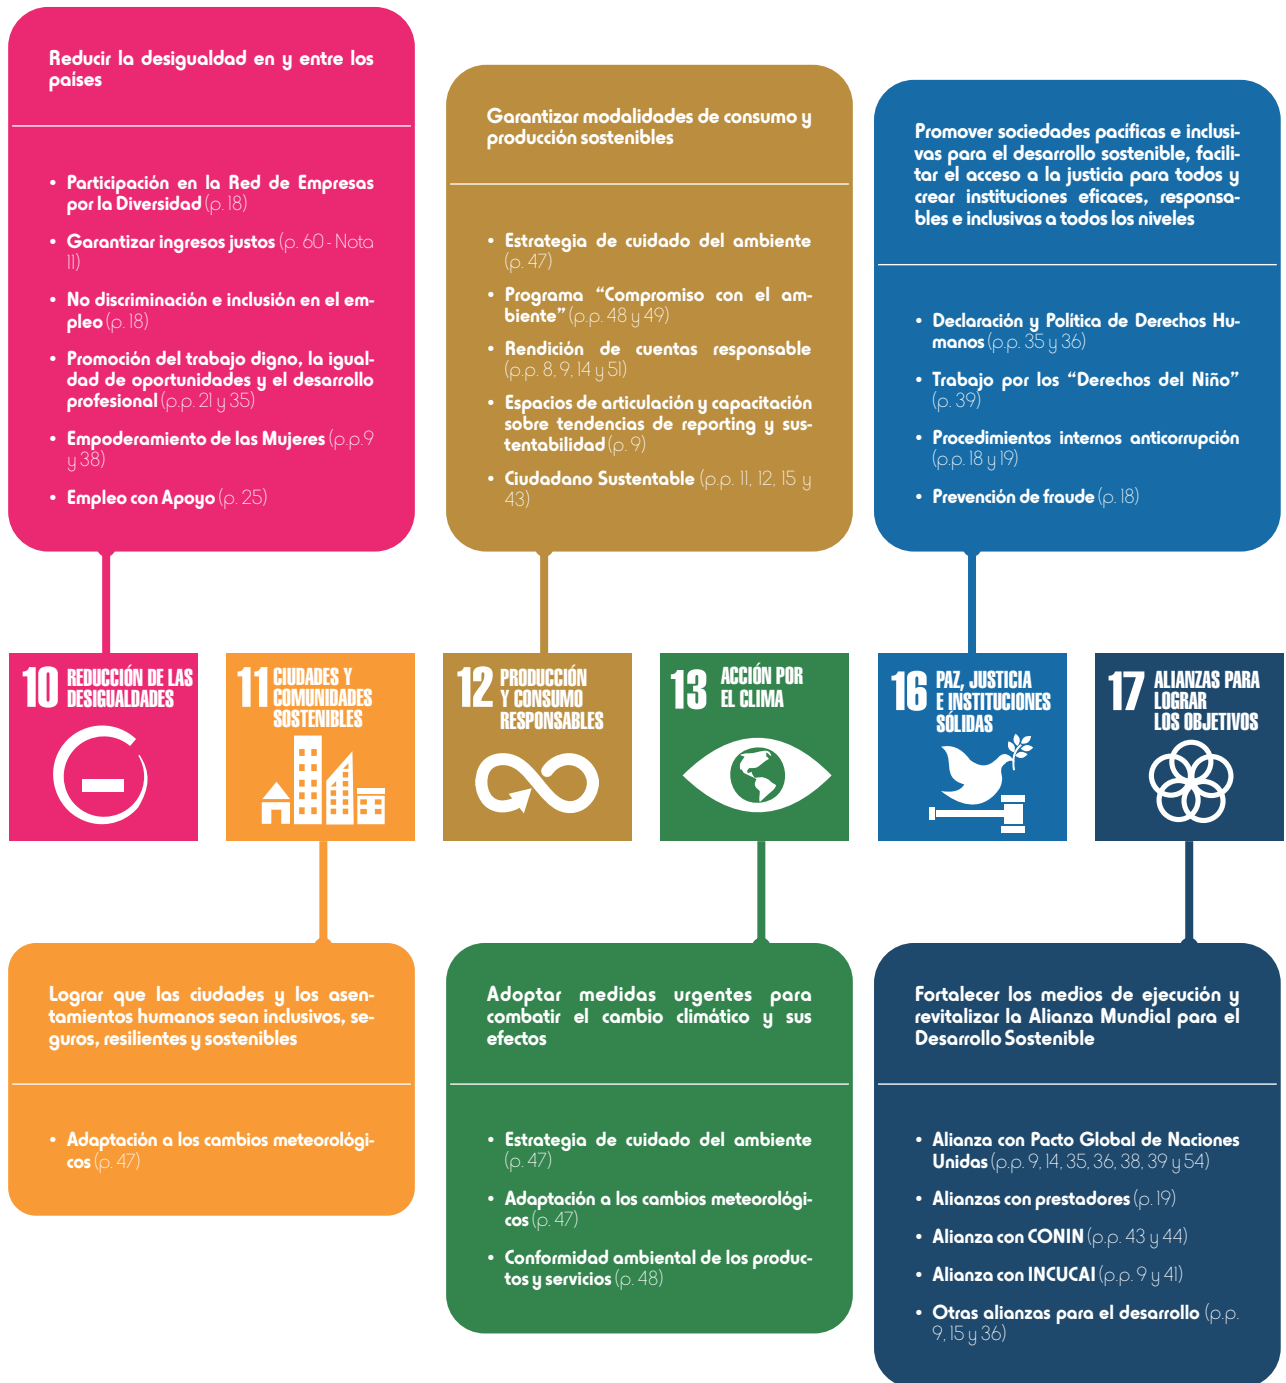 Reducir la desigualdad en y entre los
países
• Participación en la Red de Empresas
por la Diversidad (p. 18)
• Garantizar ingresos justos (p. 60 - Nota
11)
• No discriminación e inclusión en el em-
pleo (p. 18)
• Promoción del trabajo digno, la igual-
dad de oportunidades y el desarrollo
profesional (p.p. 21 y 35)
• Empoderamiento de las Mujeres (p.p.9
y 38)
• Empleo con Apoyo (p. 25)
Garantizar modalidades de consumo y
producción sostenibles
• Estrategia de cuidado del ambiente
(p. 47)
• Programa “Compromiso con el am-
biente” (p.p. 48 y 49)
• Rendición de cuentas responsable
(p.p. 8, 9, 14 y 51)
• Espacios de articulación y capacitación
sobre tendencias de reporting y sus-
tentabilidad (p. 9)
• Ciudadano Sustentable (p.p. 11, 12, 15 y
43)
Promover sociedades pacíficas e inclusi-
vas para el desarrollo sostenible, facili-
tar el acceso a la justicia para todos y
crear instituciones eficaces, responsa-
bles e inclusivas a todos los niveles
• Declaración y Política de Derechos Hu-
manos (p.p. 35 y 36)
• Trabajo por los “Derechos del Niño”
(p. 39)
• Procedimientos internos anticorrupción
(p.p. 18 y 19)
• Prevención de fraude (p. 18)
10 REDUCCIÓN DE LAS
DESIGUALDADES
11 CIUDADES Y
COMUNIDADES
SOSTENIBLES
12 PRODUCCIÓN
Y CONSUMO
RESPONSABLES
13 ACCIÓN POR
EL CLIMA
16 PAZ, JUSTICIA
E INSTITUCIONES
SÓLIDAS
17 ALIANZAS PARA
LOGRAR
LOS OBJETIVOS
Lograr que las ciudades y los asen-
tamientos humanos sean inclusivos, se-
guros, resilientes y sostenibles
• Adaptación a los cambios meteorológi-
cos (p. 47)
Adoptar medidas urgentes para
combatir el cambio climático y sus
efectos
• Estrategia de cuidado del ambiente
(p. 47)
• Adaptación a los cambios meteorológi-
cos (p. 47)
• Conformidad ambiental de los produc-
tos y servicios (p. 48)
Fortalecer los medios de ejecución y
revitalizar la Alianza Mundial para el
Desarrollo Sostenible
• Alianza con Pacto Global de Naciones
Unidas (p.p. 9, 14, 35, 36, 38, 39 y 54)
• Alianzas con prestadores (p. 19)
• Alianza con CONIN (p.p. 43 y 44)
• Alianza con INCUCAI (p.p. 9 y 41)
• Otras alianzas para el desarrollo (p.p.
9, 15 y 36)